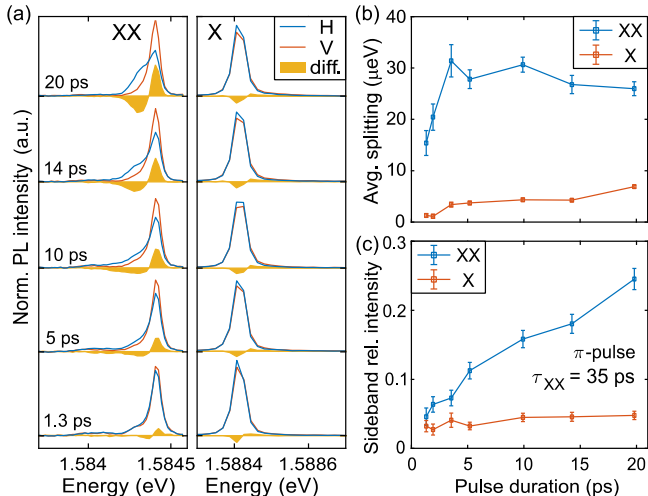 (a)
XX
X
H
V
diff.
20 ps
14 ps
10 ps
5 ps
1.3 ps
Norm. PL intensity (a.u.)
1.584
1.5845
1.5884
1.5886
Energy (eV)
Energy (eV)
(b)
XX
X
50
40
30
20
10
0
Avg. splitting (μeV)
(c)
XX
X
0.3
0.2
0.1
0
Sideband rel. intensity
π-pulse
τXX = 35 ps
0
5
10
15
20
Pulse duration (ps)